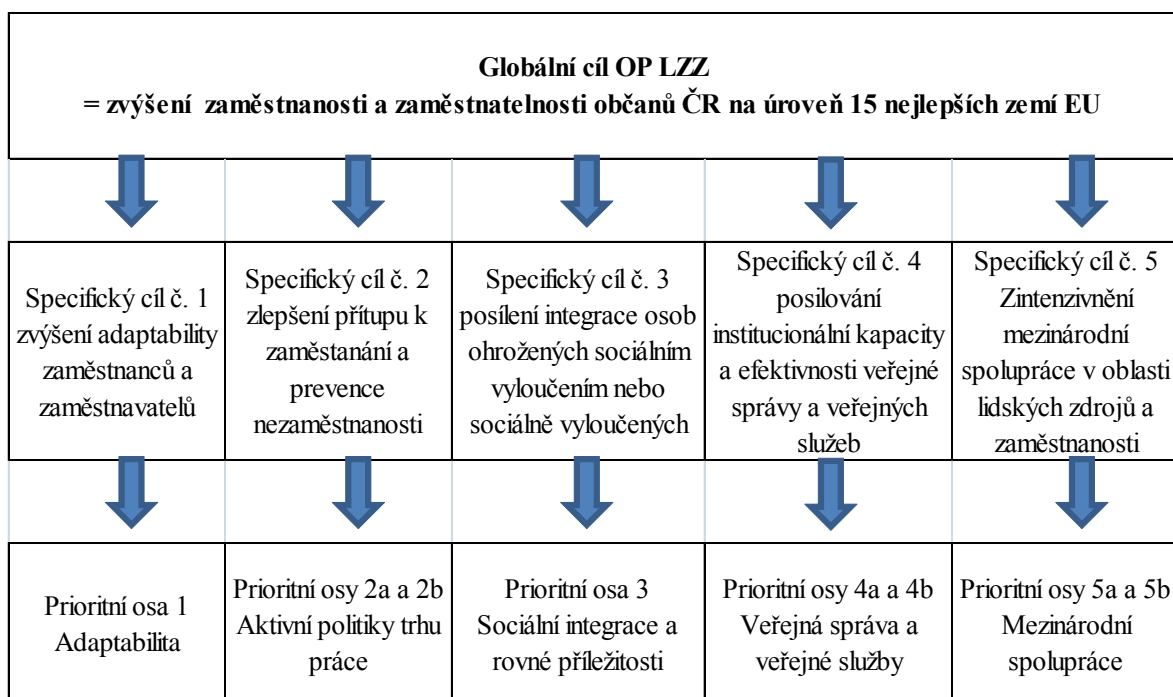 Globální cíl OP LZZ
= zvýšení zaměstnanosti a zaměstnatelnosti občanů ČR na úroveň 15 nejlepších zemí EU
Specifický cíl č. 1
zvýšení adaptability
zaměstnanců a
zaměstnavatelů
Specifický cíl č. 2
zlepšení přítupu k
zaměstanání a
prevence
nezaměstnanosti
Specifický cíl č. 3
posílení integrace osob
ohrožených sociálním
vyloučením nebo
sociálně vyloučených
Specifický cíl č. 4
posilování
institucionální kapacity
a efektivnosti veřejné
správy a veřejných
služeb
Specifický cíl č. 5
Zintenzivnění
mezinárodní
spolupráce v oblasti
lidských zdrojů a
zaměstnanosti
Prioritní osa 1
Adaptabilita
Prioritní osy 2a a 2b
Aktivní politiky trhu
práce
Prioritní osa 3
Sociální integrace a
rovné příležitosti
Prioritní osy 4a a 4b
Veřejná správa a
veřejné služby
Prioritní osy 5a a 5b
Mezinárodní
spolupráce